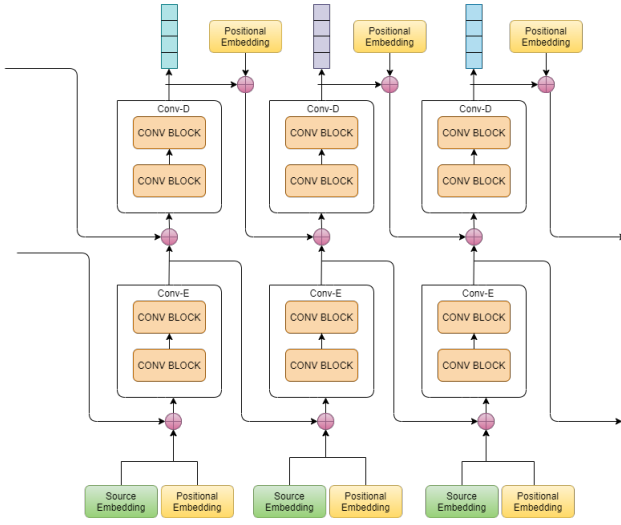 Positional
Embedding
Positional
Embedding
Positional
Embedding
Conv-D
CONV BLOCK
CONV BLOCK
Conv-D
CONV BLOCK
CONV BLOCK
Conv-D
CONV BLOCK
CONV BLOCK
Conv-E
CONV BLOCK
CONV BLOCK
Conv-E
CONV BLOCK
CONV BLOCK
Conv-E
CONV BLOCK
CONV BLOCK
Source
Embedding
Positional
Embedding
Source
Embedding
Positional
Embedding
Source
Embedding
Positional
Embedding